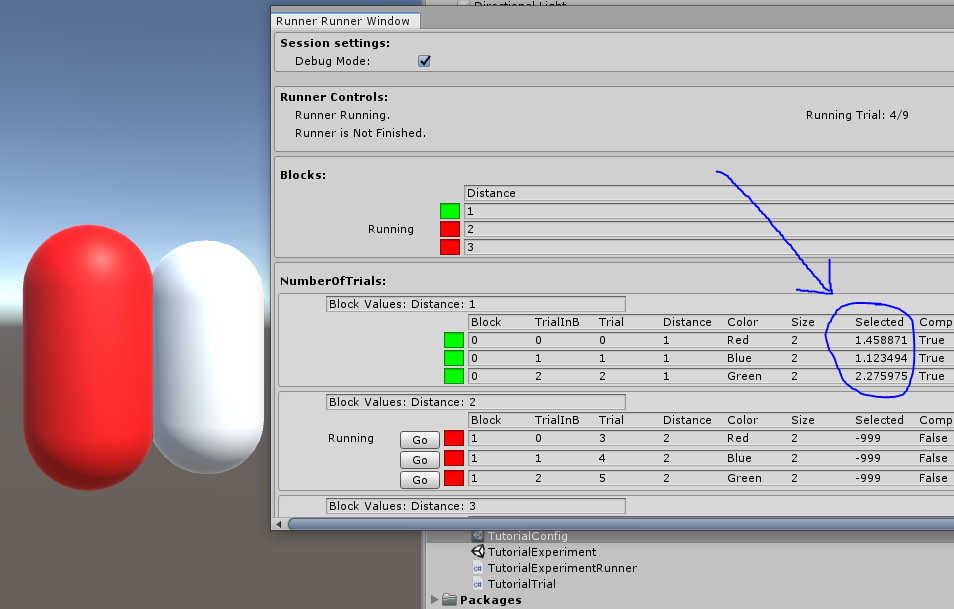 Directional Light
Runner Runner Window
Session settings:
Debug Mode:
Runner Controls:
Runner Running. Running Trial: 4/9
Runner is Not Finished.
Blocks:
Distance
1
Running 2
3
NumberOfTrials:
Block Values: Distance: 1
Block TrialInB Trial Distance Color Size Selected Comp
0 0 0 1 Red 2 1.458871 True
0 1 1 1 Blue 2 1.123494 True
0 2 2 1 Green 2 2.275975 True
Block Values: Distance: 2
Block TrialInB Trial Distance Color Size Selected Comp
Running Go 1 0 3 2 Red 2 -999 False
Go 1 1 4 2 Blue 2 -999 False
Go 1 2 5 2 Green 2 -999 False
Block Values: Distance: 3
TutorialConfig
TutorialExperiment
c# TutorialExperimentRunner
c# TutorialTrial
Packages